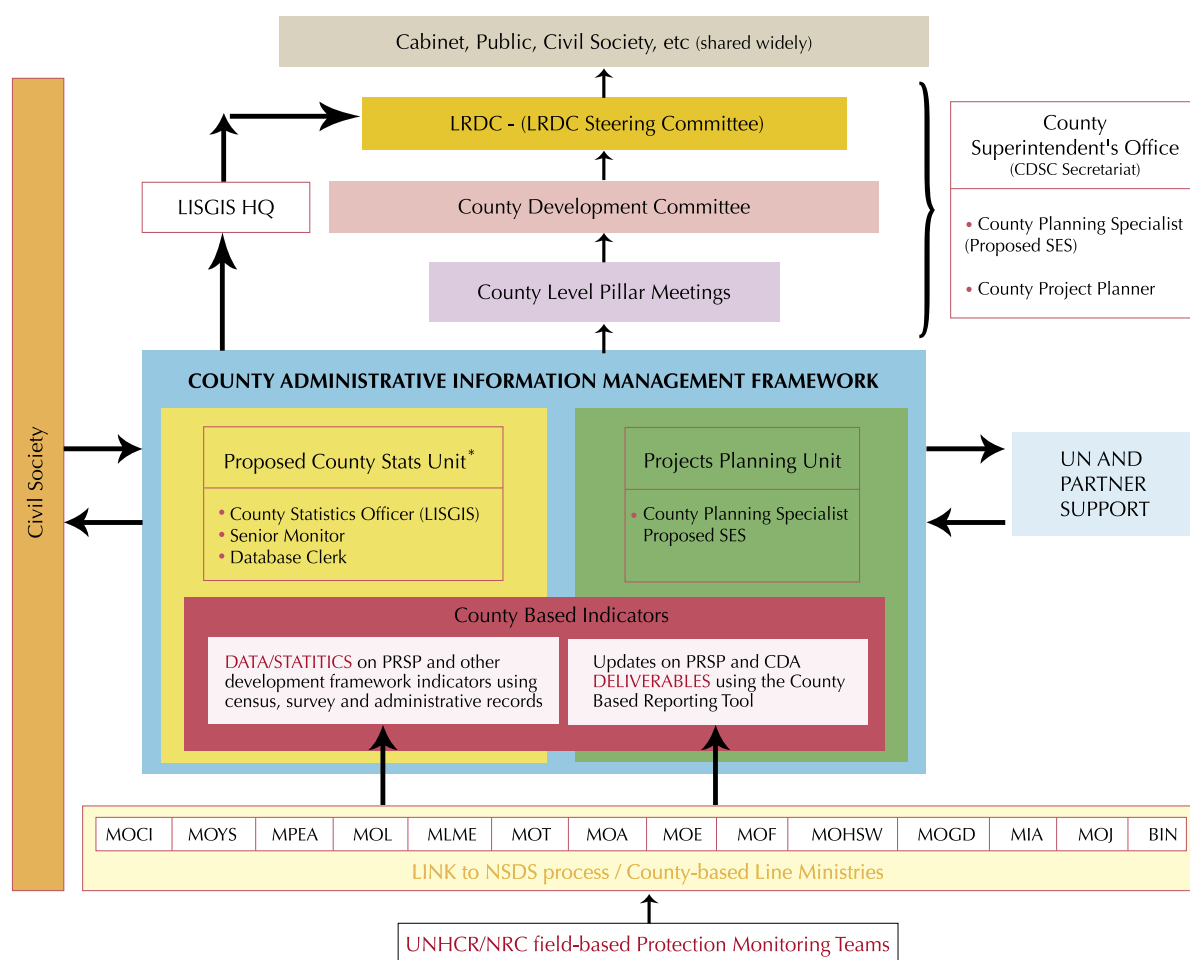 Cabinet, Public, Civil Society, etc (shared widely)
LRDC - (LRDC Steering Committee)
County
Superintendent's Office
(CDSC Secretariat)
• County Planning Specialist
(Proposed SES)
• County Project Planner
LISGIS HQ
County Development Committee
County Level Pillar Meetings
Civil Society
COUNTY ADMINISTRATIVE INFORMATION MANAGEMENT FRAMEWORK
Proposed County Stats Unit*
• County Statistics Officer (LISGIS)
• Senior Monitor
• Database Clerk
Projects Planning Unit
• County Planning Specialist
Proposed SES
UN AND
PARTNER
SUPPORT
County Based Indicators
DATA/STATITICS on PRSP and other
development framework indicators using
census, survey and administrative records
Updates on PRSP and CDA
DELIVERABLES using the County
Based Reporting Tool
MOCI MOYS MPEA MOL MLME MOT MOA MOE MOF MOHSW MOGD MIA MOJ BIN
LINK to NSDS process / County-based Line Ministries
UNHCR/NRC field-based Protection Monitoring Teams